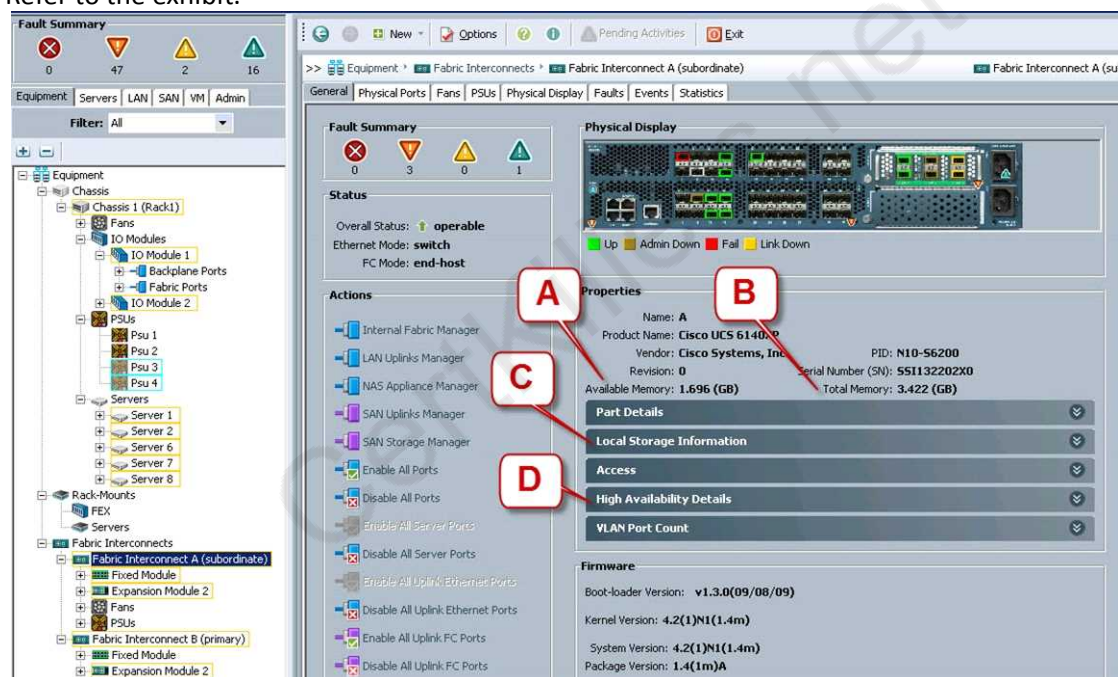 Refer to the exhibit.
Fault Summary
0 47 2 16
Equipment Servers LAN SAN VM Admin
Filter: All
Equipment
Chassis
Chassis 1 (Rack1)
Fans
IO Modules
IO Module 1
Backplane Ports
Fabric Ports
IO Module 2
PSUs
Psu 1
Psu 2
Psu 3
Psu 4
Servers
Server 1
Server 2
Server 6
Server 7
Server 8
Rack-Mounts
FEX
Servers
Fabric Interconnects
Fabric Interconnect A (subordinate)
Fixed Module
Expansion Module 2
Fans
PSUs
Fabric Interconnect B (primary)
Fixed Module
Expansion Module 2
New Options Pending Activities Exit
>> Equipment Fabric Interconnects Fabric Interconnect A (subordinate) Fabric Interconnect A (su
General Physical Ports Fans PSUs Physical Display Faults Events Statistics
Fault Summary
0 3 0 1
Status
Overall Status: operable
Ethernet Mode: switch
FC Mode: end-host
Actions
Internal Fabric Manager
LAN Uplinks Manager
NAS Appliance Manager
SAN Uplinks Manager
SAN Storage Manager
Enable All Ports
Disable All Ports
Enable All Server Ports
Disable All Server Ports
Enable All Uplink Ethernet Ports
Disable All Uplink Ethernet Ports
Enable All Uplink FC Ports
Disable All Uplink FC Ports
Physical Display
Up Admin Down Fail Link Down
A
B
C
D
Properties
Name: A
Product Name: Cisco UCS 6140XP
Vendor: Cisco Systems, Inc PID: N10-S6200
Revision: 0 Serial Number (SN): SSI132202X0
Available Memory: 1.696 (GB) Total Memory: 3.422 (GB)
Part Details
Local Storage Information
Access
High Availability Details
VLAN Port Count
Firmware
Boot-loader Version: v1.3.0(09/08/09)
Kernel Version: 4.2(1)N1(1.4m)
System Version: 4.2(1)N1(1.4m)
Package Version: 1.4(1m)A